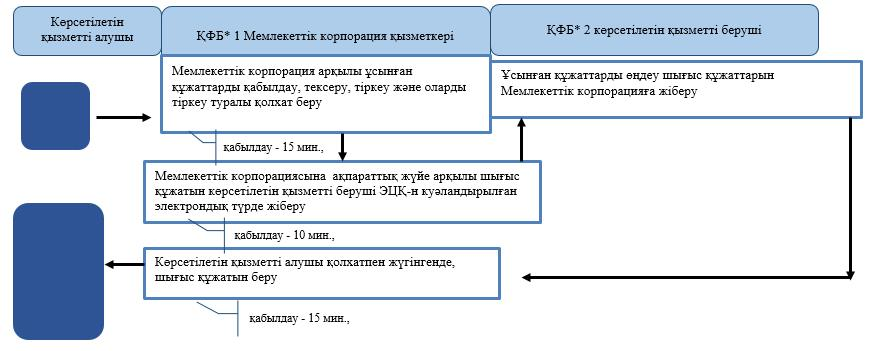 Көрсетілетін
қызметті алушы
ҚФБ* 1 Мемлекеттік корпорация қызметкері
ҚФБ* 2 көрсетілетін қызметті беруші
Мемлекеттік корпорация арқылы ұсынған
құжаттарды қабылдау, тексеру, тіркеу және оларды
тіркеу туралы қолхат беру
Ұсынған құжаттарды өңдеу шығыс құжаттарын
Мемлекеттік корпорацияға жіберу
қабылдау - 15 мин.,
Мемлекеттік корпорациясына ақпараттық жүйе арқылы шығыс
құжатын көрсетілетін қызметті беруші ЭЦҚ-н куәландырылған
электрондық түрде жіберу
қабылдау - 10 мин.,
Көрсетілетін қызметті алушы қолхатпен жүгінгенде,
шығыс құжатын беру
қабылдау - 15 мин.,